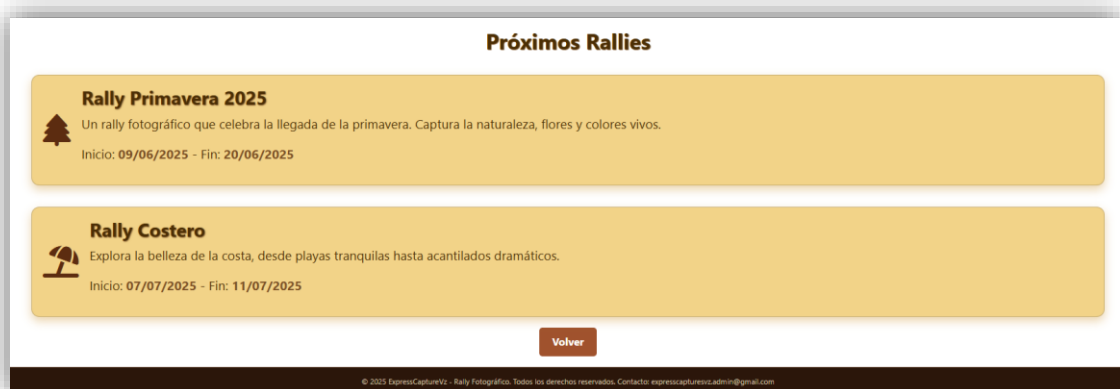 Próximos Rallies
Rally Primavera 2025
Un rally fotográfico que celebra la llegada de la primavera. Captura la naturaleza, flores y colores vivos.
Inicio: 09/06/2025 - Fin: 20/06/2025
Rally Costero
Explora la belleza de la costa, desde playas tranquilas hasta acantilados dramáticos.
Inicio: 07/07/2025 - Fin: 11/07/2025
Volver
© 2025 ExpressCaptureVz - Rally Fotográfico. Todos los derechos reservados. Contacto: expresscapturesvz.admin@gmail.com